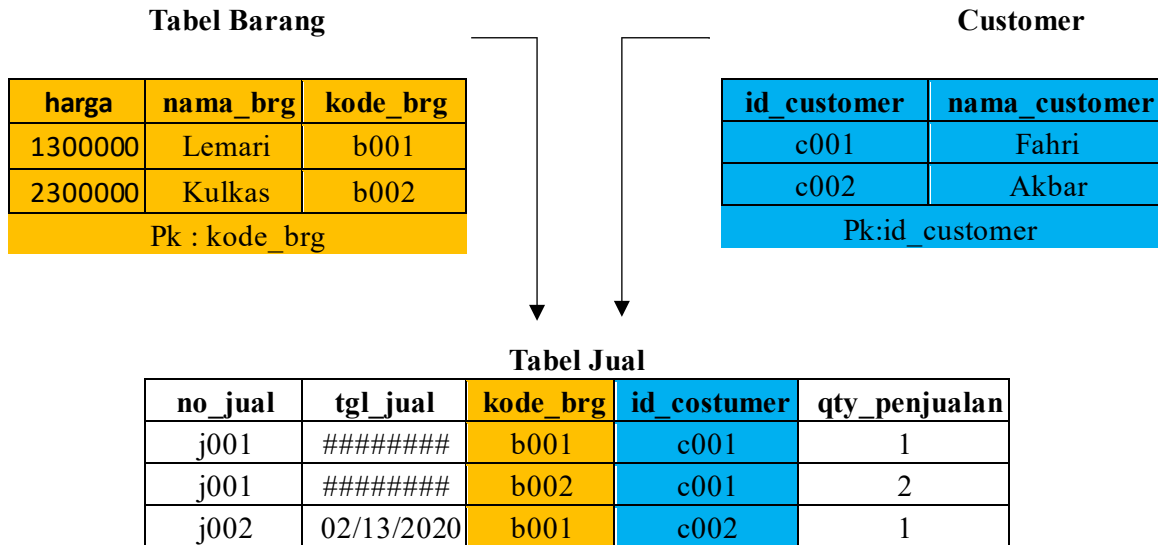 Tabel Barang
Customer
harga nama_brg kode_brg
1300000 Lemari b001
2300000 Kulkas b002
Pk : kode_brg
id_customer nama_customer
c001 Fahri
c002 Akbar
Pk:id_customer
Tabel Jual
no_jual tgl_jual kode_brg id_costumer qty_penjualan
j001 ######## b001 c001 1
j001 ######## b002 c001 2
j002 02/13/2020 b001 c002 1